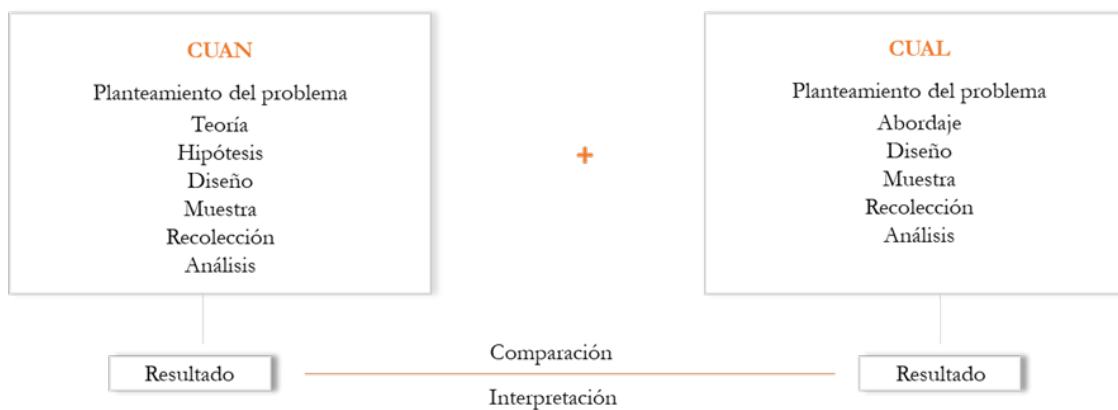 CUAN
Planteamiento del problema
Teoría
Hipótesis
Diseño
Muestra
Recolección
Análisis
+
CUAL
Planteamiento del problema
Abordaje
Diseño
Muestra
Recolección
Análisis
Resultado
Comparación
Interpretación
Resultado